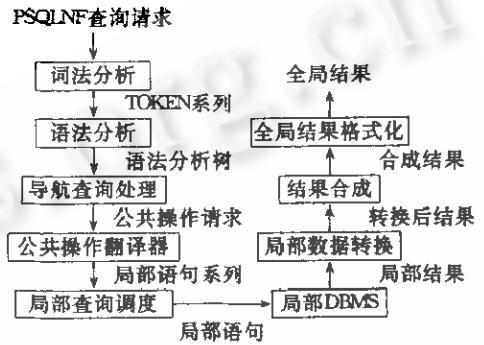 PSQLNF查询请求
词法分析
TOKEN系列
语法分析
语法分析树
导航查询处理
公共操作请求
公共操作翻译器
局部语句系列
局部查询调度
局部语句
局部DBMS
局部结果
局部数据转换
转换后结果
结果合成
合成结果
全局结果格式化
全局结果